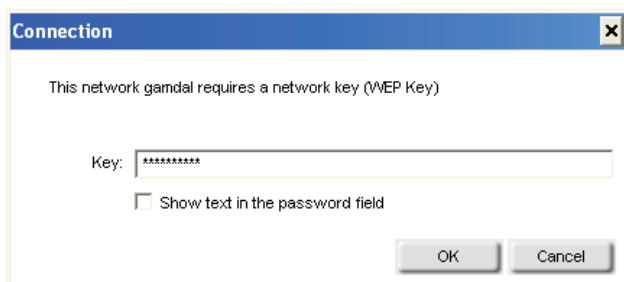 Connection
This network gamdal requires a network key (WEP Key)
Key: **********
Show text in the password field
OK Cancel